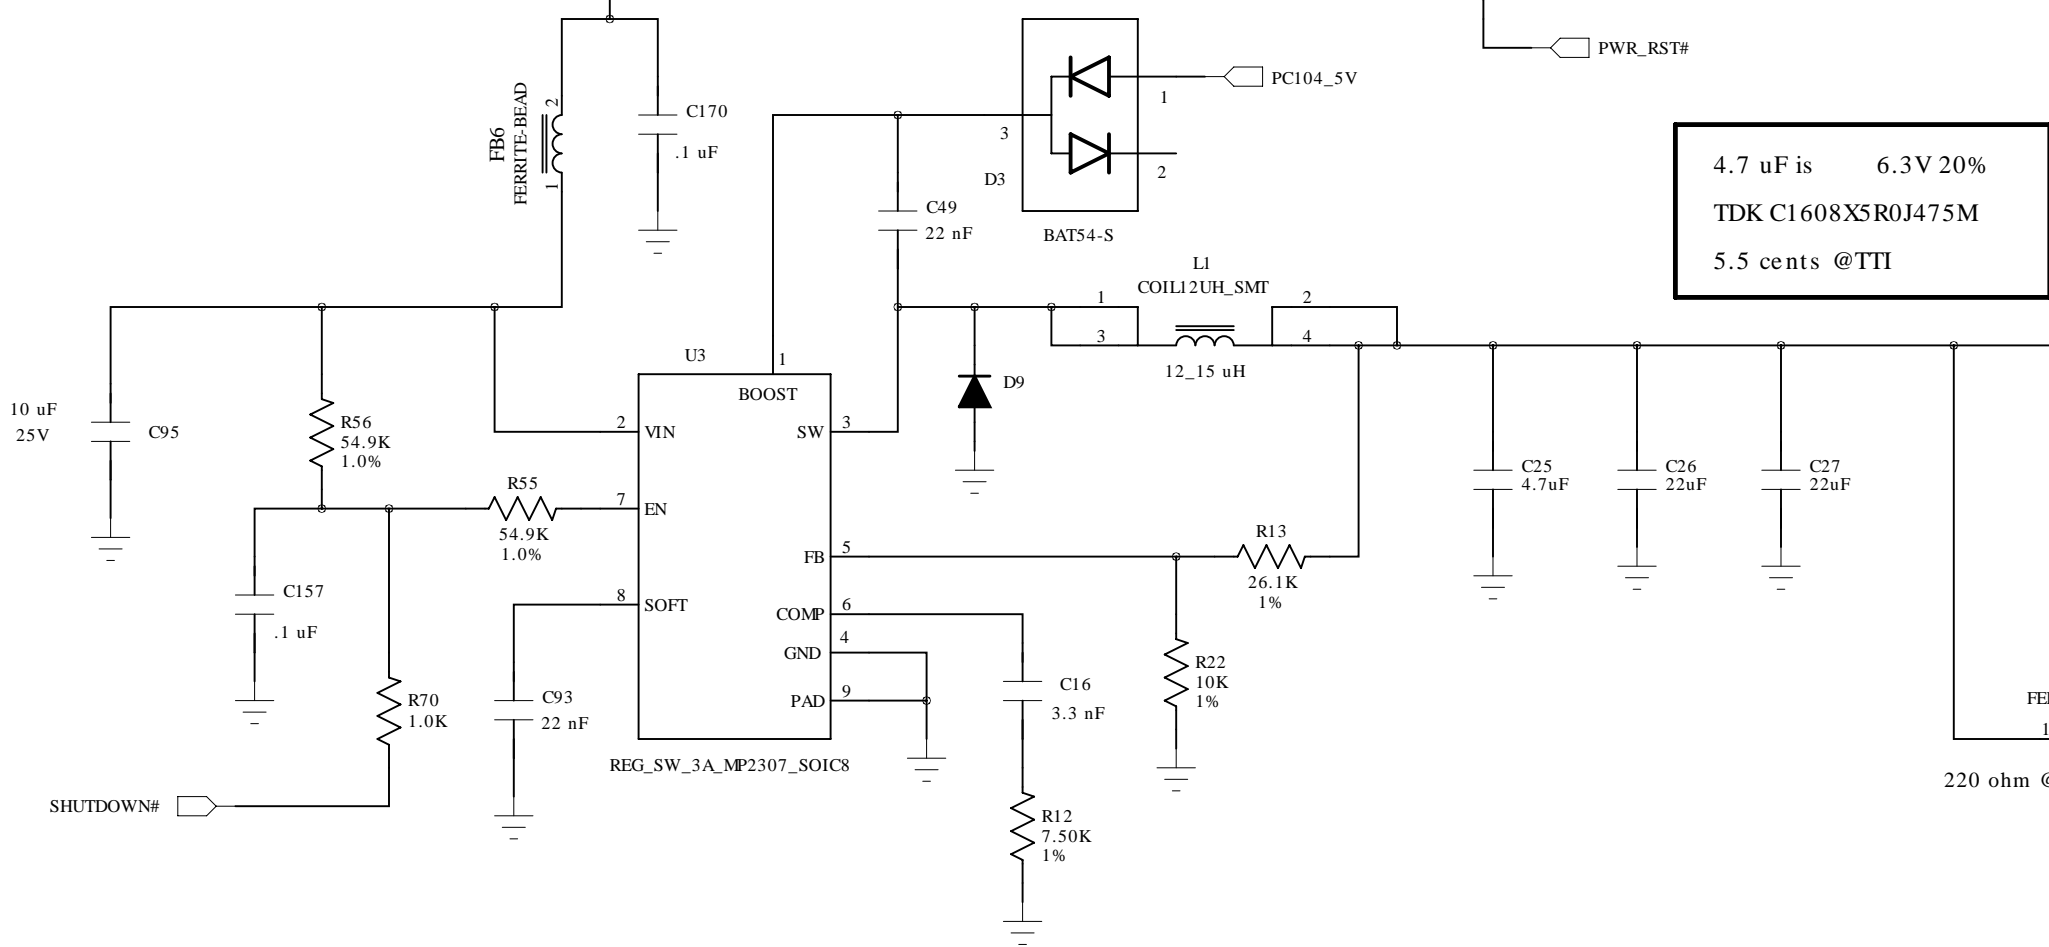 PWR_RST#
PC104_5V
1
3
2
D3
BAT54-S
FB6
FERRITE-BEAD
2
1
C170
.1 uF
C49
22 nF
4.7 uF is 6.3V 20%
TDK C1608X5R0J475M
5.5 cents @TTI
L1
COIL12UH_SMT
1
2
3
4
12_15 uH
U3
1
BOOST
D9
10 uF
25V
C95
R56
54.9K
1.0%
2
VIN
SW
3
C25
4.7uF
C26
22uF
C27
22uF
R55
54.9K
1.0%
7
EN
FB
5
R13
26.1K
1%
C157
.1 uF
8
SOFT
COMP
6
GND
4
PAD
9
R22
10K
1%
C16
3.3 nF
R70
1.0K
C93
22 nF
FE
1
REG_SW_3A_MP2307_SOIC8
220 ohm @
SHUTDOWN#
R12
7.50K
1%